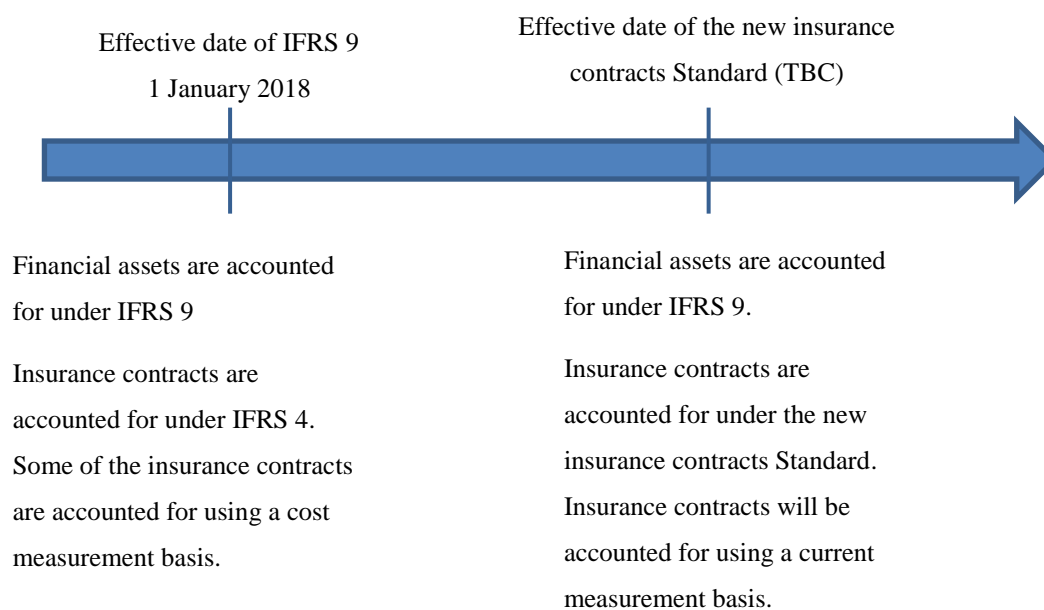 Effective date of IFRS 9
1 January 2018
Effective date of the new insurance
contracts Standard (TBC)
Financial assets are accounted
for under IFRS 9
Insurance contracts are
accounted for under IFRS 4.
Some of the insurance contracts
are accounted for using a cost
measurement basis.
Financial assets are accounted
for under IFRS 9.
Insurance contracts are
accounted for under the new
insurance contracts Standard.
Insurance contracts will be
accounted for using a current
measurement basis.